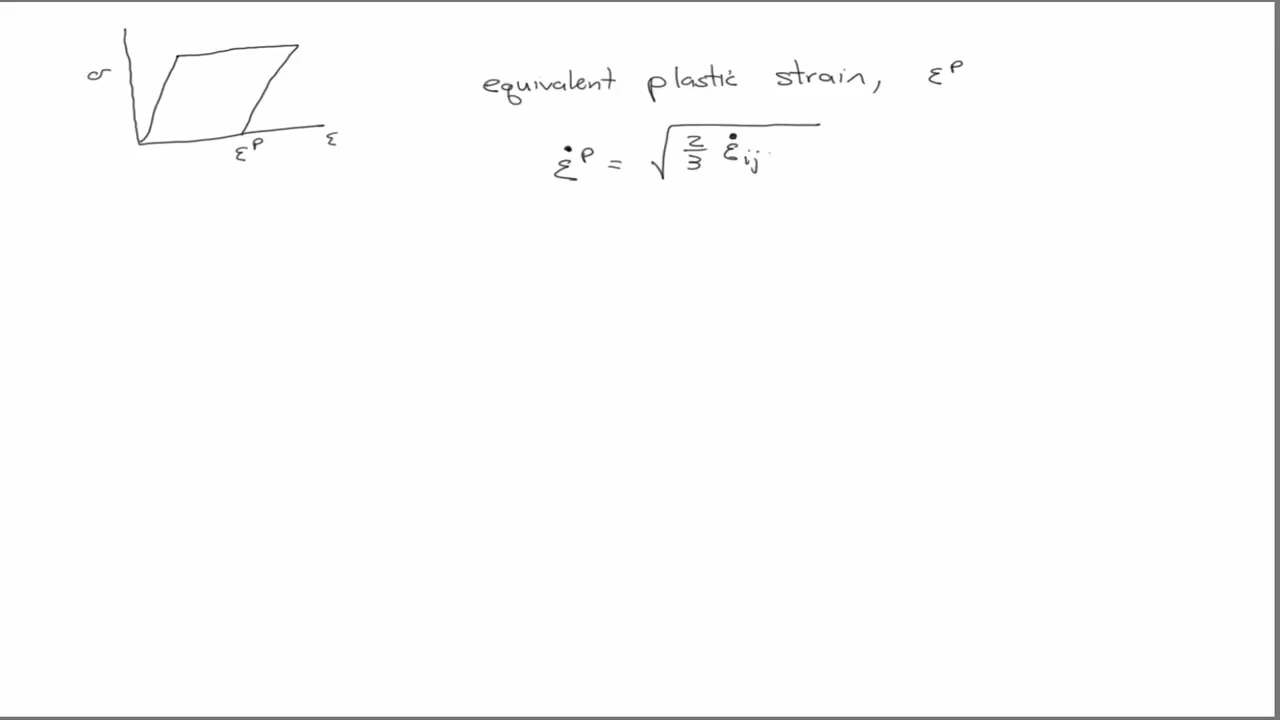 σ
ε^P
ε
equivalent plastic strain, ε^P
ε̇^P = √(2/3 ε̇_ij